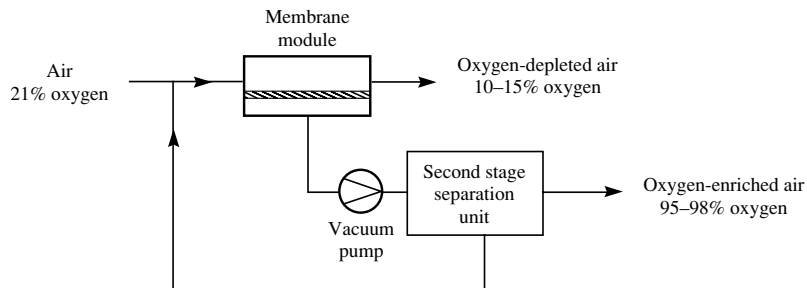 Membrane
module
Air
21% oxygen
Oxygen-depleted air
10–15% oxygen
Second stage
separation
unit
Oxygen-enriched air
95–98% oxygen
Vacuum
pump